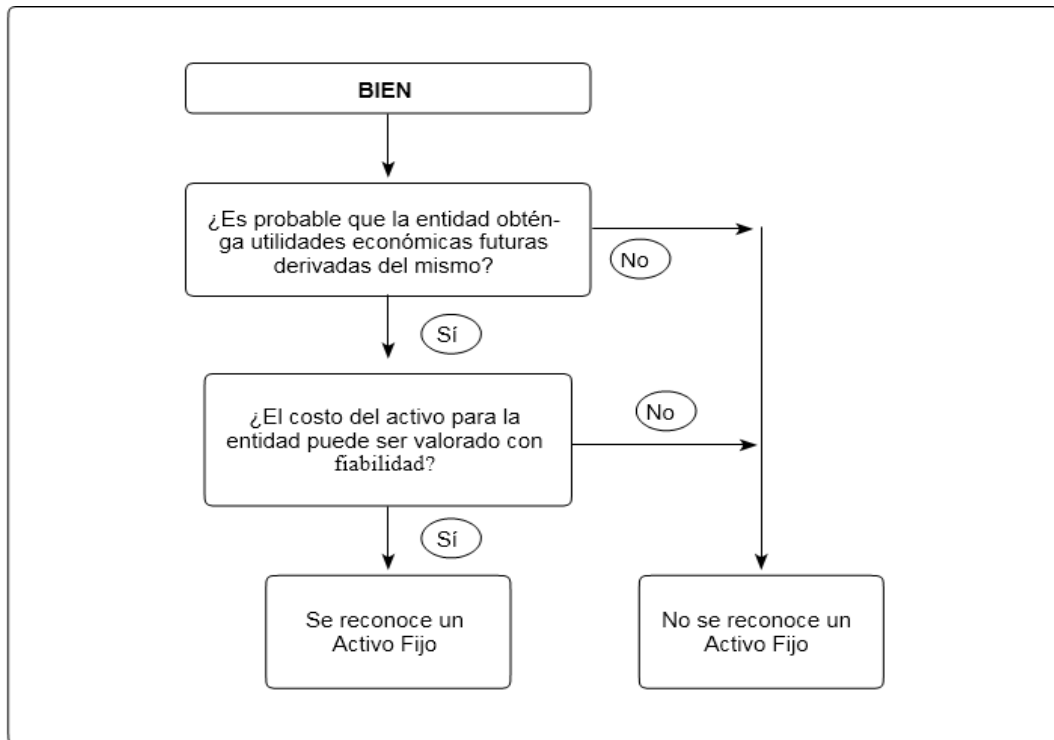 BIEN
¿Es probable que la entidad obtén-
ga utilidades económicas futuras
derivadas del mismo?
No
Sí
¿El costo del activo para la
entidad puede ser valorado con
fiabilidad?
No
Sí
Se reconoce un
Activo Fijo
No se reconoce un
Activo Fijo